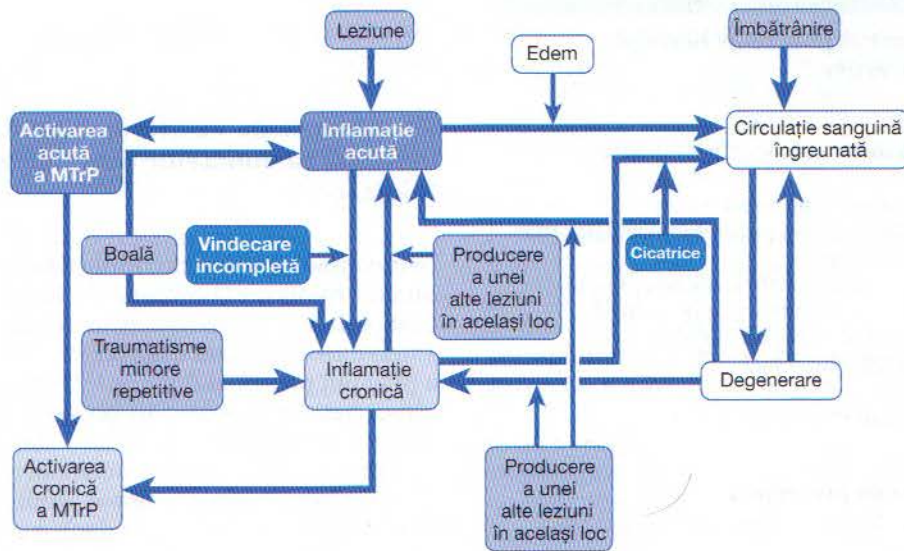 Leziune
Îmbătrânire
Edem
Activarea
acută
a MTrP
Inflamație
acută
Circulație sanguină
îngreunată
Boală
Vindecare
incompletă
Producere
a unei
alte leziuni
în același loc
Cicatrice
Traumatisme
minore
repetitive
Inflamație
cronică
Degenerare
Activarea
cronică
a MTrP
Producere
a unei
alte leziuni
în același loc